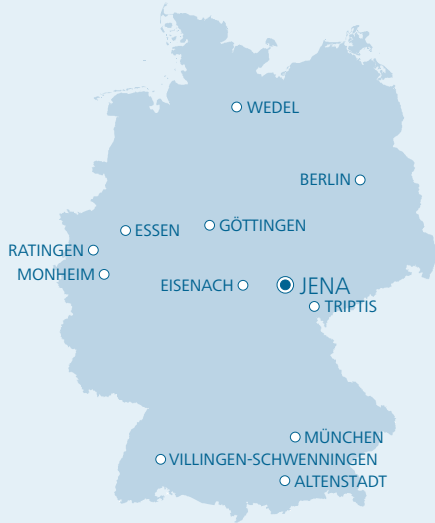 WEDEL
BERLIN
GÖTTINGEN
ESSEN
RATINGEN
MONHEIM
EISENACH
JENA
TRIPTIS
MÜNCHEN
VILLINGEN-SCHWENNINGEN
ALTENSTADT